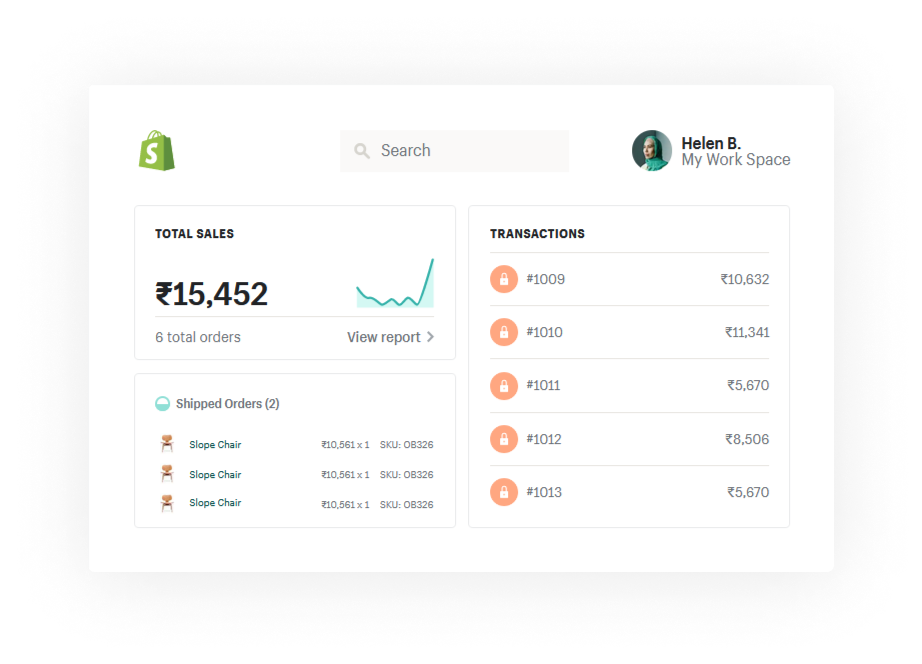 S
Search
Helen B.
My Work Space
TOTAL SALES
₹15,452
6 total orders
View report
Shipped Orders (2)
Slope Chair ₹10,561 x 1 SKU: OB326
Slope Chair ₹10,561 x 1 SKU: OB326
Slope Chair ₹10,561 x 1 SKU: OB326
TRANSACTIONS
#1009 ₹10,632
#1010 ₹11,341
#1011 ₹5,670
#1012 ₹8,506
#1013 ₹5,670